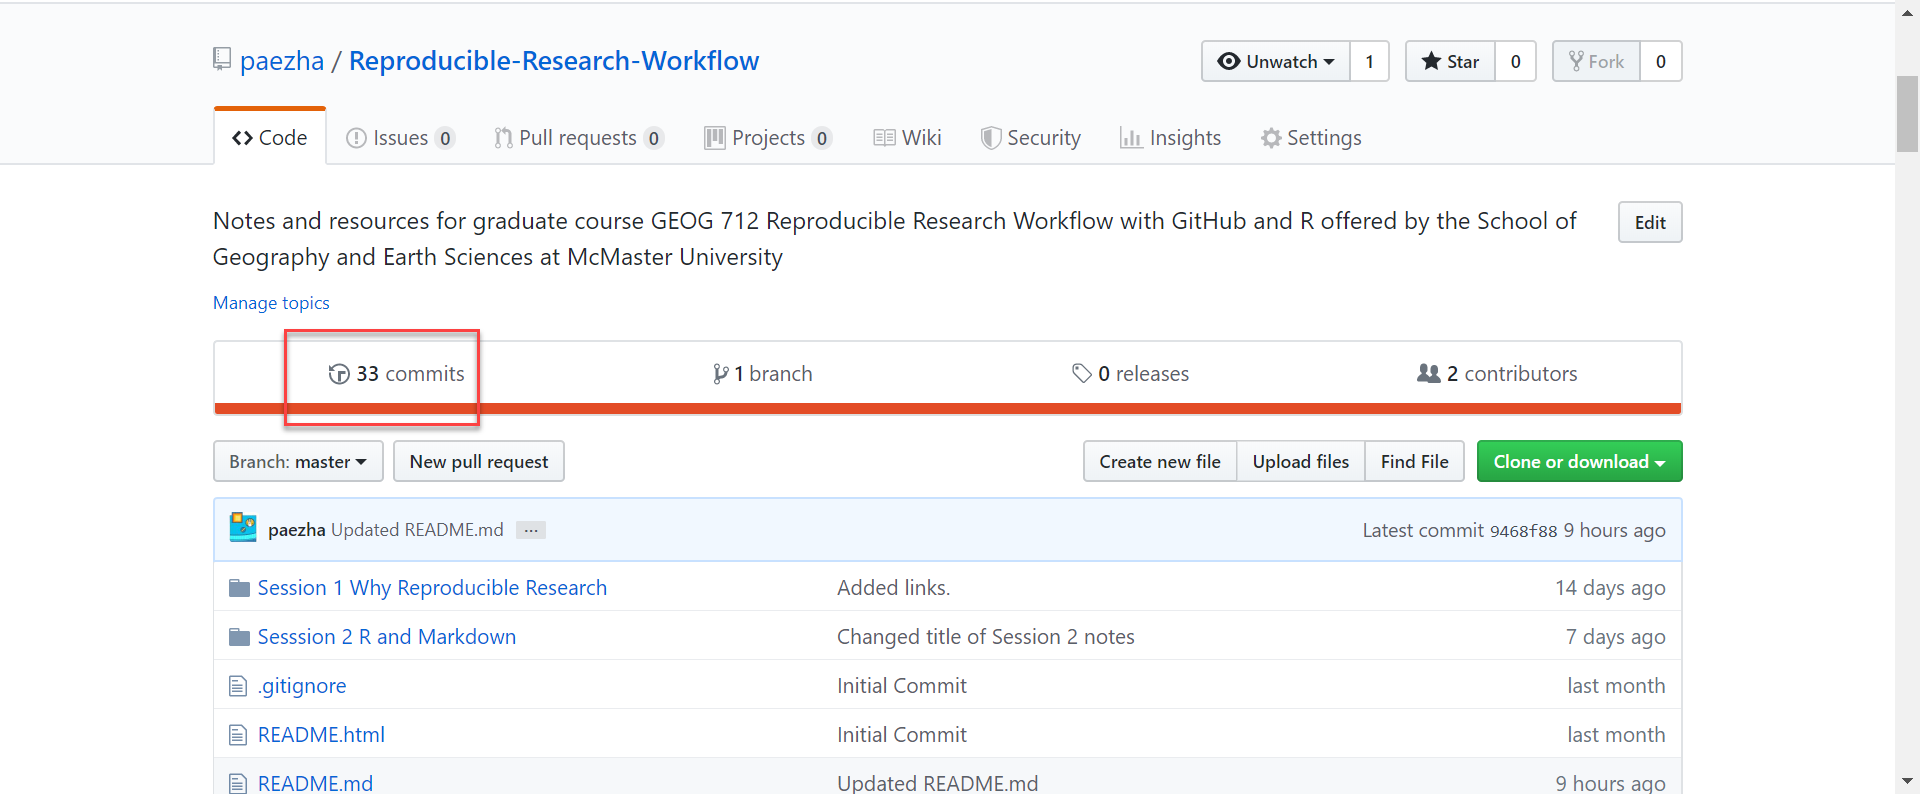 paezha / Reproducible-Research-Workflow
Unwatch 1 Star 0 Fork 0
Code Issues 0 Pull requests 0 Projects 0 Wiki Security Insights Settings
Notes and resources for graduate course GEOG 712 Reproducible Research Workflow with GitHub and R offered by the School of
Geography and Earth Sciences at McMaster University
Edit
Manage topics
33 commits 1 branch 0 releases 2 contributors
Branch: master New pull request Create new file Upload files Find File Clone or download
paezha Updated README.md ... Latest commit 9468f88 9 hours ago
Session 1 Why Reproducible Research Added links. 14 days ago
Sesssion 2 R and Markdown Changed title of Session 2 notes 7 days ago
.gitignore Initial Commit last month
README.html Initial Commit last month
README.md Updated README.md 9 hours ago